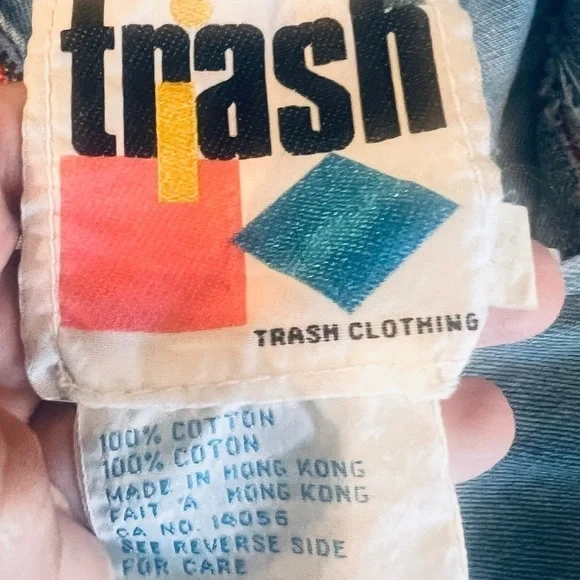 trash
TRASH CLOTHING
100% COTTON
100% COTON
MADE IN HONG KONG
FAIT A HONG KONG
CA NO. 14056
SEE REVERSE SIDE
FOR CARE